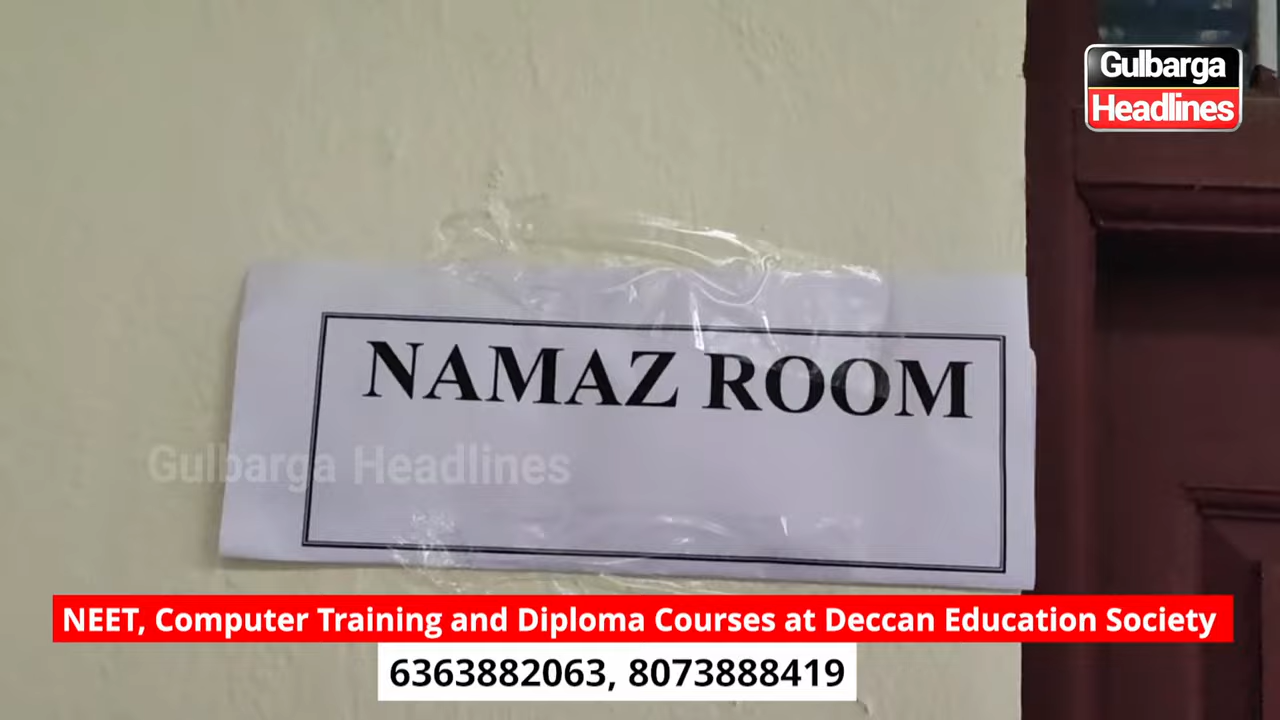 Gulbarga
Headlines
NAMAZ ROOM
Gulbarga Headlines
NEET, Computer Training and Diploma Courses at Deccan Education Society
6363882063, 8073888419